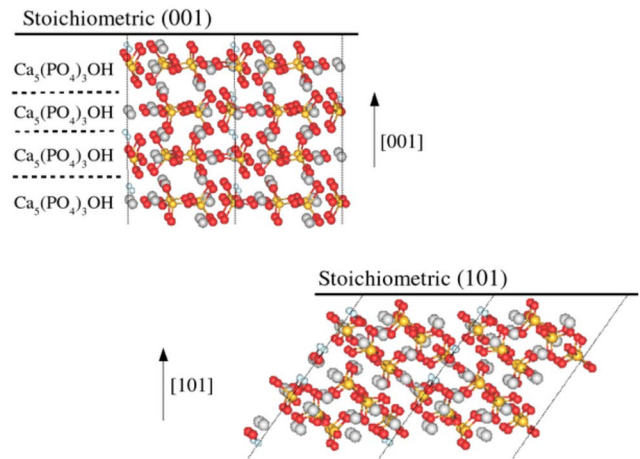 Stoichiometric (001)
Ca₅(PO₄)₃OH
Ca₅(PO₄)₃OH
Ca₅(PO₄)₃OH
Ca₅(PO₄)₃OH
[001]
Stoichiometric (101)
[101]